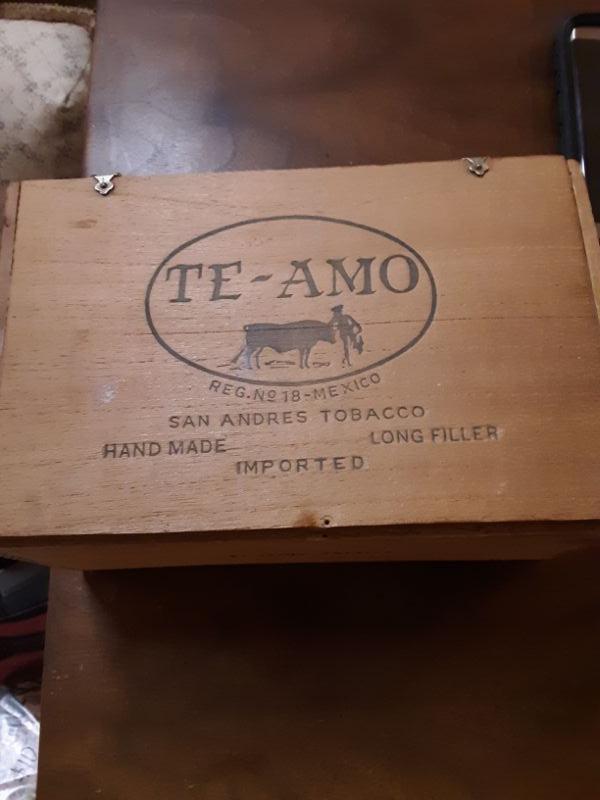 TE-AMO
REG. Nº 18-MEXICO
SAN ANDRES TOBACCO
HAND MADE LONG FILLER
IMPORTED